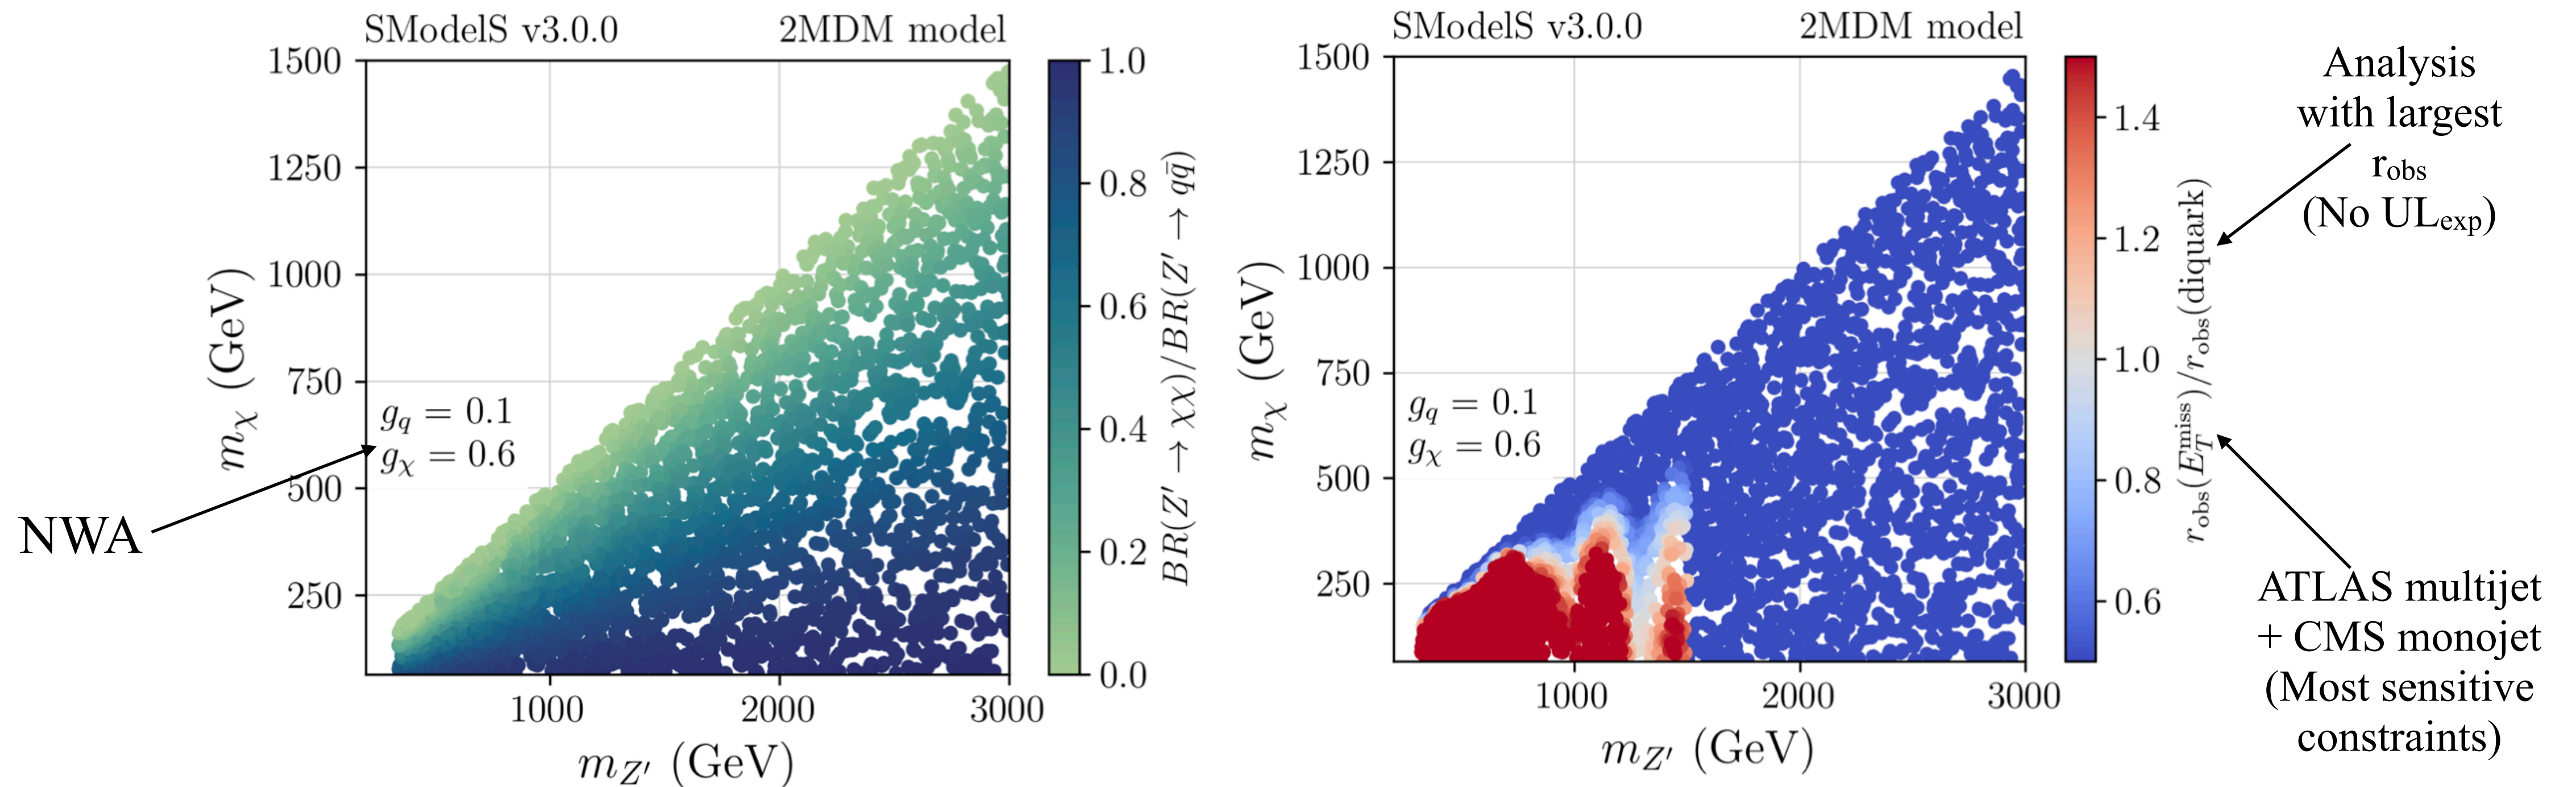 SModelS v3.0.0 2MDM model
1500
1250
1000
750
500
250
m_χ (GeV)
g_q = 0.1
g_χ = 0.6
1000 2000 3000
m_{Z′} (GeV)
1.0
0.8
0.6
0.4
0.2
0.0
BR(Z′ → χχ)/BR(Z′ → qq̄)
NWA
SModelS v3.0.0 2MDM model
1500
1250
1000
750
500
250
m_χ (GeV)
g_q = 0.1
g_χ = 0.6
1000 2000 3000
m_{Z′} (GeV)
1.4
1.2
1.0
0.8
0.6
r_obs(E_T^miss)/r_obs(diquark)
Analysis
with largest
r_obs
(No UL_exp)
ATLAS multijet
+ CMS monojet
(Most sensitive
constraints)